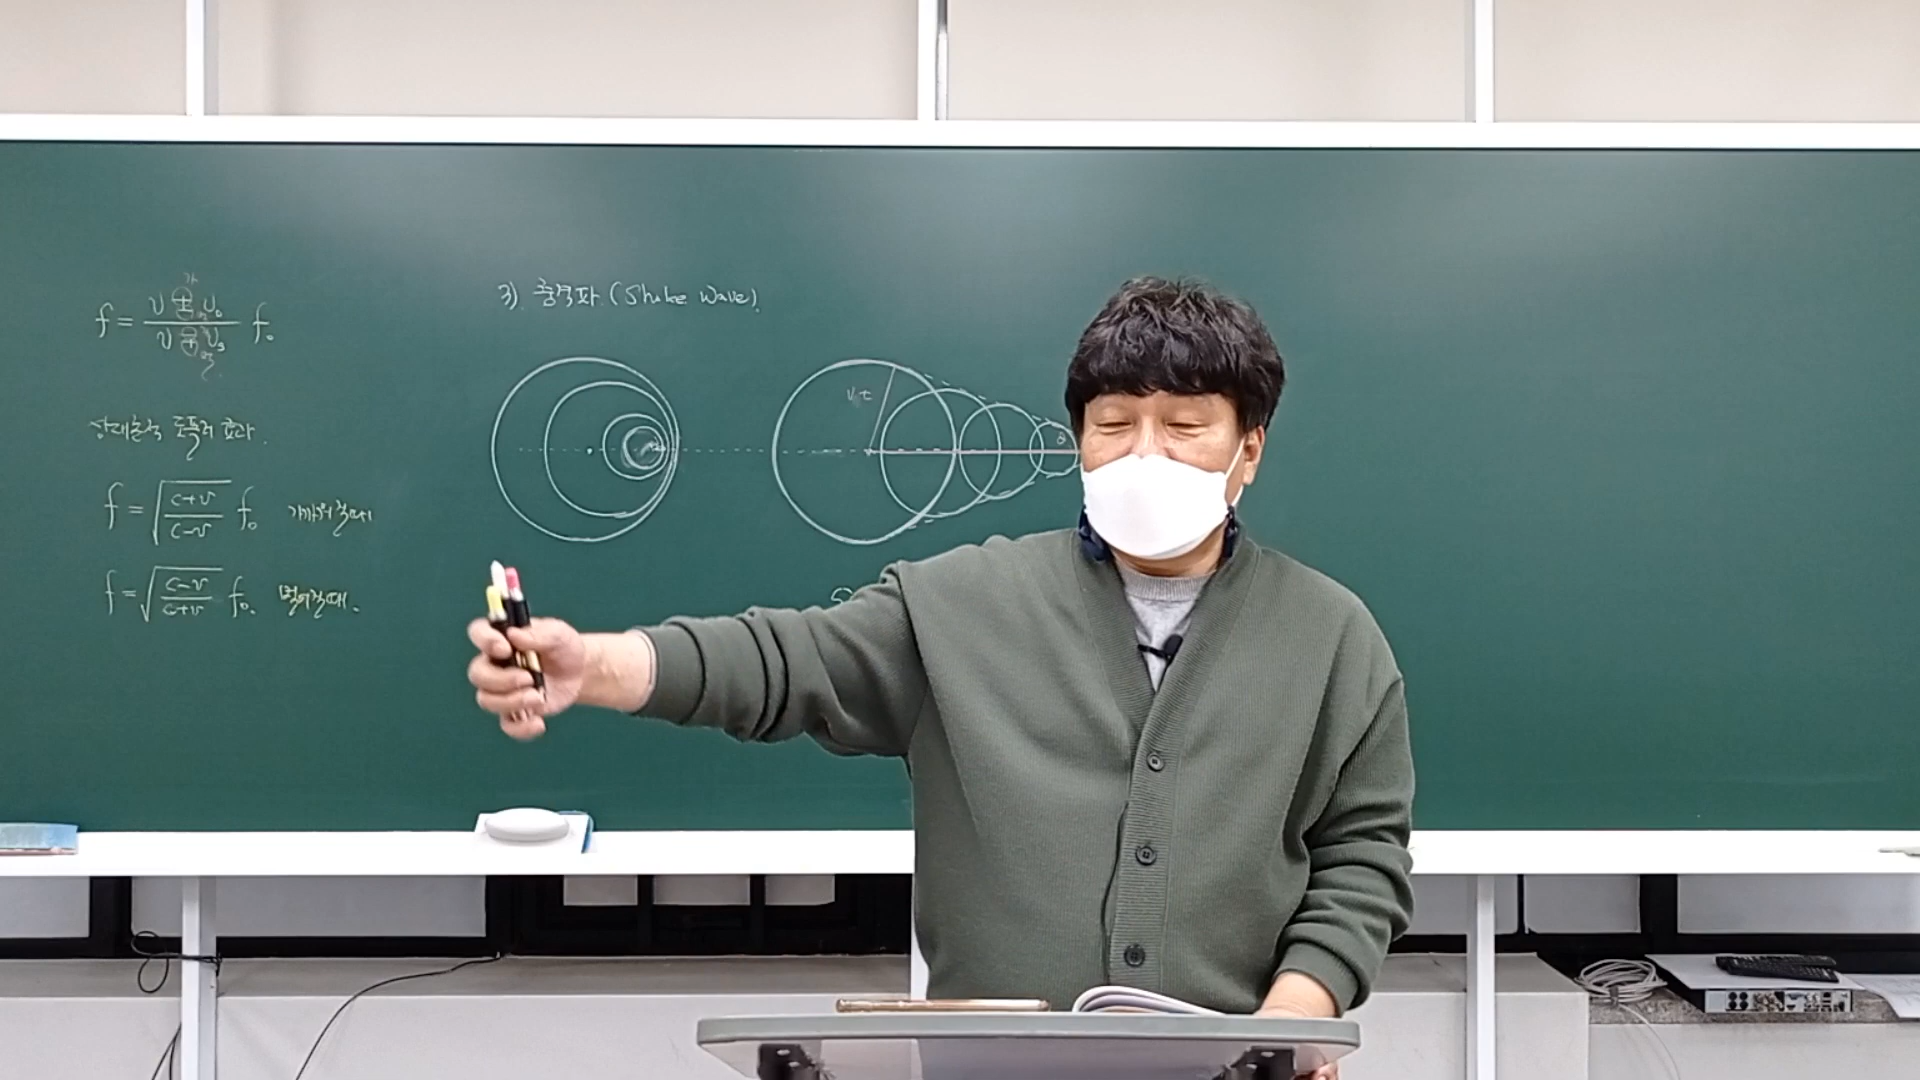 f = v ± v₀ / v ∓ vₛ f₀
상대론적 도플러 효과.
f = √(c+v / c-v) f₀ 가까워질때
f = √(c-v / c+v) f₀. 멀어질때.
3). 충격파 (Shoke Wave).
vt
θ
S